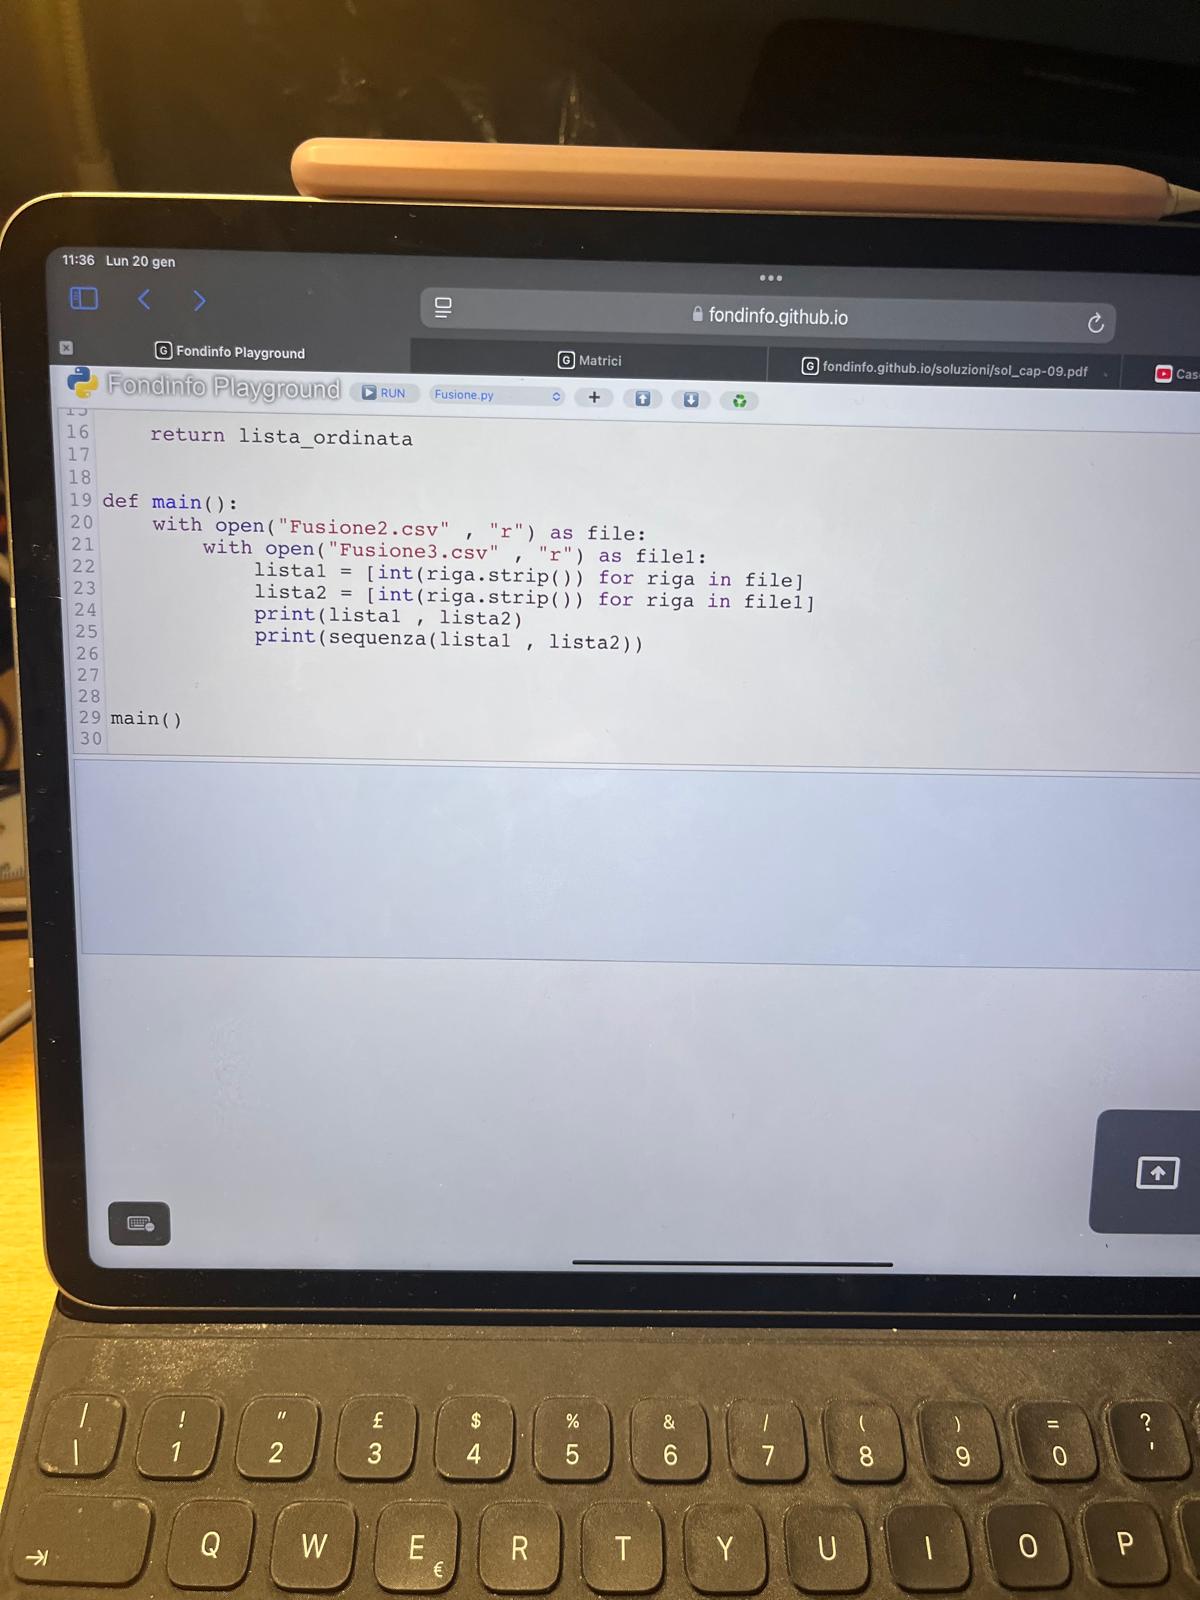 11:36 Lun 20 gen
fondinfo.github.io
G Fondinfo Playground
G Matrici
G fondinfo.github.io/soluzioni/sol_cap-09.pdf
Cas
Fondinfo Playground RUN Fusione.py +
15
16 return lista_ordinata
17
18
19 def main():
20 with open("Fusione2.csv" , "r") as file:
21 with open("Fusione3.csv" , "r") as file1:
22 lista1 = [int(riga.strip()) for riga in file]
23 lista2 = [int(riga.strip()) for riga in file1]
24 print(lista1 , lista2)
25 print(sequenza(lista1 , lista2))
26
27
28
29 main()
30
/ ! " £ $ % & / ( ) = ?
\ 1 2 3 4 5 6 7 8 9 0 '
Q W E € R T Y U I O P